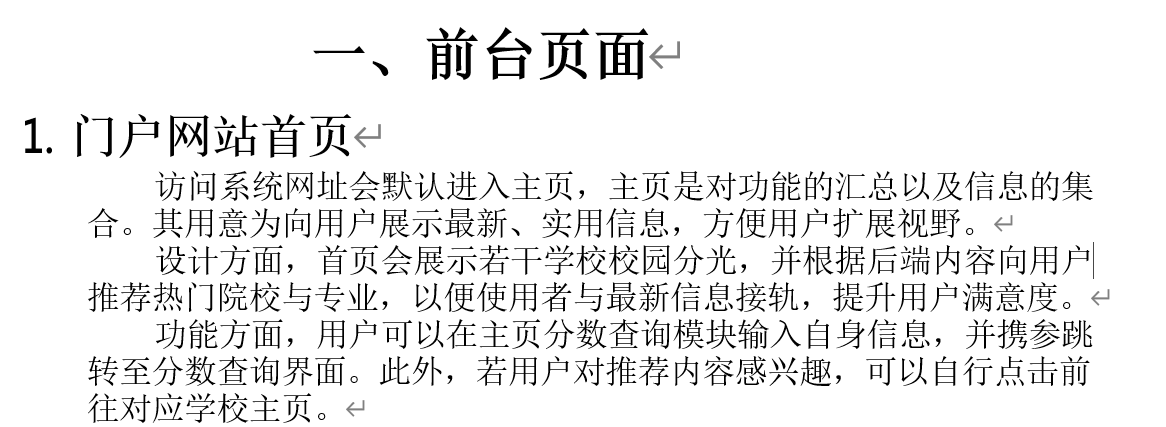 一、前台页面↵
1. 门户网站首页↵
访问系统网址会默认进入主页，主页是对功能的汇总以及信息的集
合。其用意为向用户展示最新、实用信息，方便用户扩展视野。↵
设计方面，首页会展示若干学校校园分光，并根据后端内容向用户
推荐热门院校与专业，以便使用者与最新信息接轨，提升用户满意度。↵
功能方面，用户可以在主页分数查询模块输入自身信息，并携参跳
转至分数查询界面。此外，若用户对推荐内容感兴趣，可以自行点击前
往对应学校主页。↵